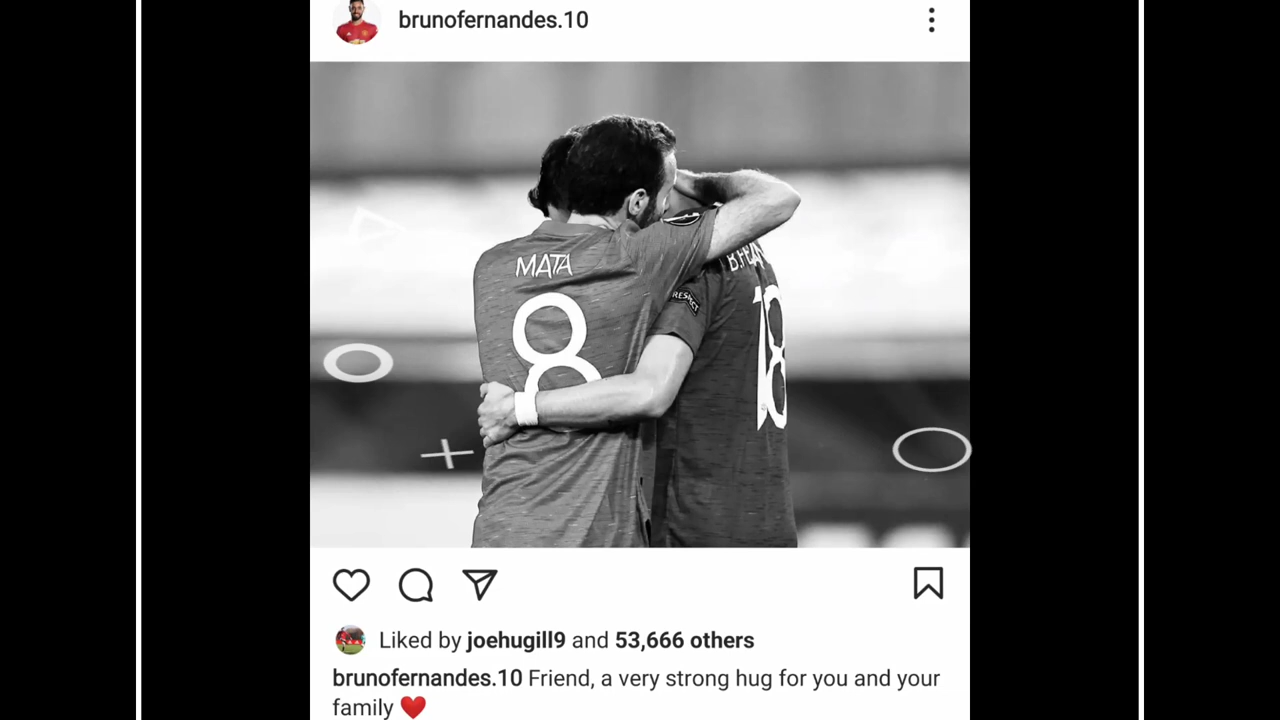 brunofernandes.10
MATA
8
RESPECT
18
Liked by joehugill9 and 53,666 others
brunofernandes.10 Friend, a very strong hug for you and your
family ❤️